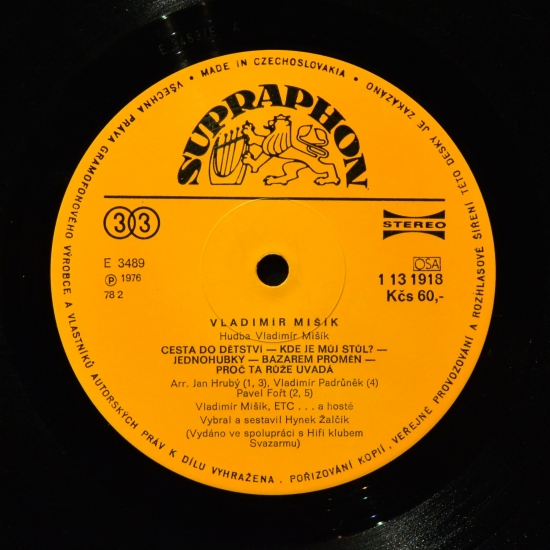 • MADE IN CZECHOSLOVAKIA •
VŠECHNA PRÁVA GRAMOFONOVÉHO VÝROBCE A VLASTNÍKŮ AUTORSKÝCH PRÁV K DÍLU VYHRAŽENA. POŘIZOVÁNÍ KOPIÍ, VEŘEJNÉ PROVOZOVÁNÍ A ROZHLASOVÉ ŠÍŘENÍ TÉTO DESKY JE ZAKÁZÁNO
SUPRAPHON
33
STEREO
E 3489
OSA
℗ 1976
1 13 1918
78 2
Kčs 60,-
VLADIMÍR MIŠÍK
Hudba Vladimír Mišík
CESTA DO DĚTSTVÍ — KDE JE MŮJ STŮL? —
JEDNOHUBKY — BAZAREM PROMĚN —
PROČ TA RŮŽE UVADÁ
Arr. Jan Hrubý (1, 3), Vladimír Padrůněk (4)
Pavel Fořt (2, 5)
Vladimír Mišík, ETC . . . a hosté
Vybral a sestavil Hynek Žalčík
(Vydáno ve spolupráci s Hifi klubem
Svazarmu)